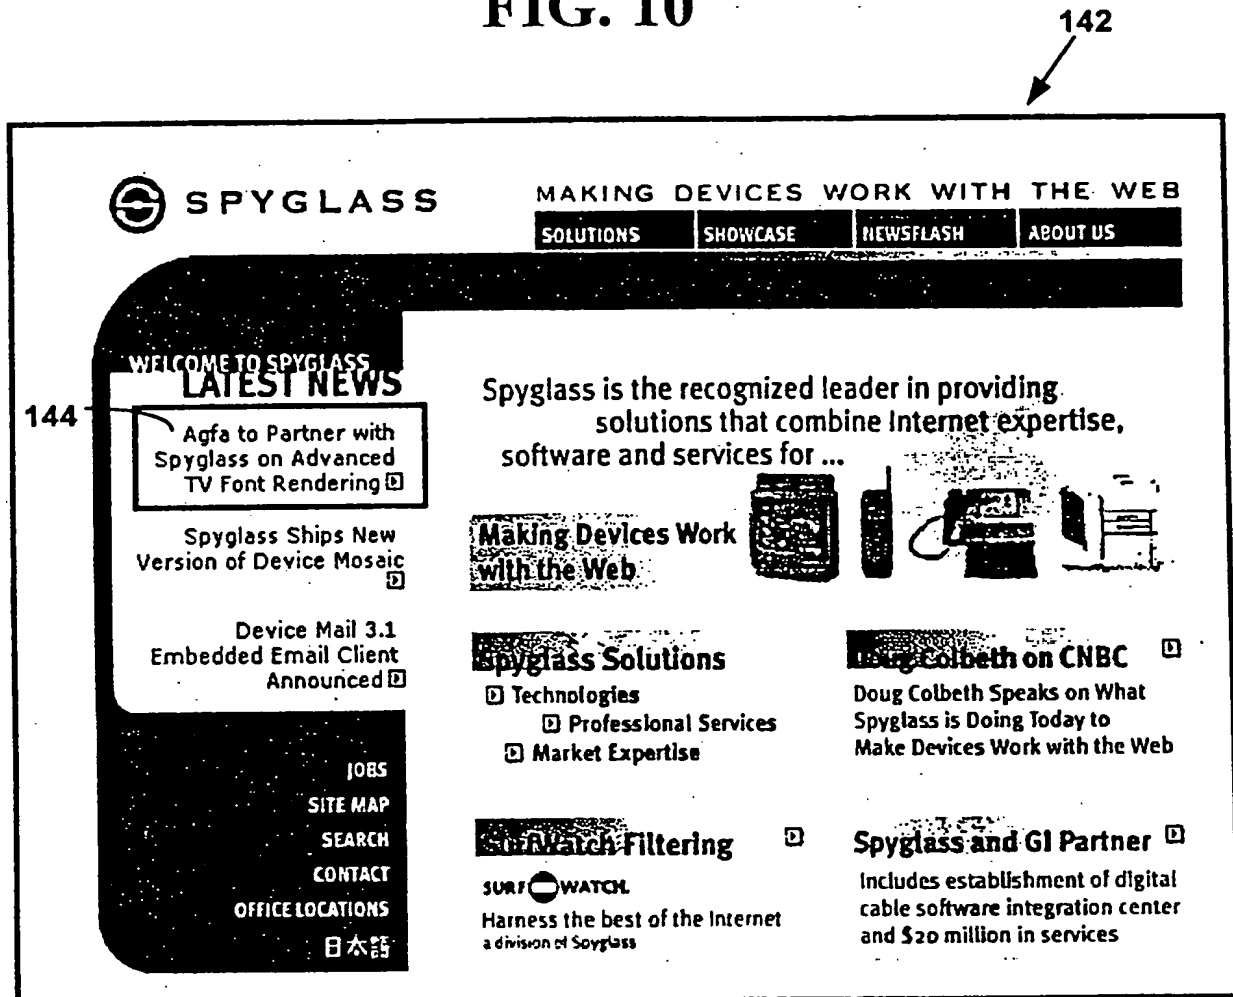 FIG. 10
142
SPYGLASS
MAKING DEVICES WORK WITH THE WEB
SOLUTIONS
SHOWCASE
NEWSFLASH
ABOUT US
WELCOME TO SPYGLASS
LATEST NEWS
144
Agfa to Partner with
Spyglass on Advanced
TV Font Rendering
Spyglass Ships New
Version of Device Mosaic
Device Mail 3.1
Embedded Email Client
Announced
JOBS
SITE MAP
SEARCH
CONTACT
OFFICE LOCATIONS
日本語
Spyglass is the recognized leader in providing
solutions that combine Internet expertise,
software and services for ...
Making Devices Work
with the Web
Spyglass Solutions
Technologies
Professional Services
Market Expertise
Doug Colbeth on CNBC
Doug Colbeth Speaks on What
Spyglass is Doing Today to
Make Devices Work with the Web
SurfWatch Filtering
SURF WATCH.
Harness the best of the Internet
a division of Spyglass
Spyglass and GI Partner
Includes establishment of digital
cable software integration center
and $20 million in services